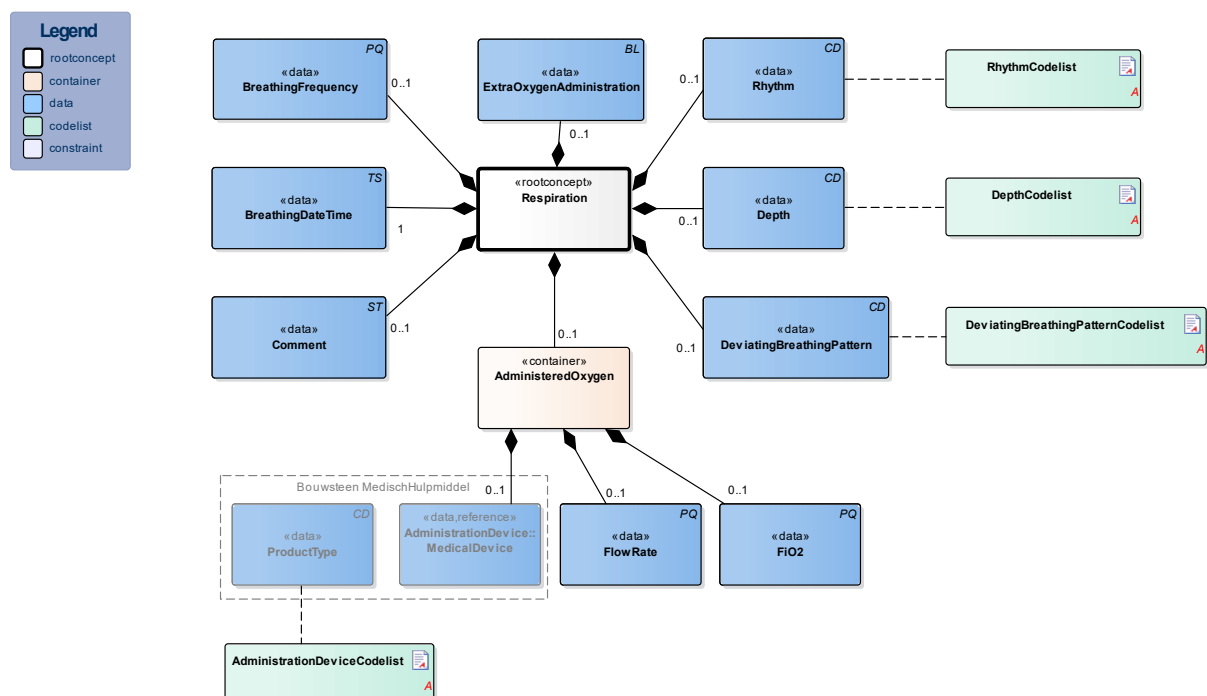 Legend
rootconcept
container
data
codelist
constraint
PQ
«data»
BreathingFrequency
0..1
BL
«data»
ExtraOxygenAdministration
0..1
CD
«data»
Rhythm
0..1
RhythmCodelist
A
TS
«data»
BreathingDateTime
1
«rootconcept»
Respiration
CD
«data»
Depth
0..1
DepthCodelist
A
ST
«data»
Comment
0..1
0..1
CD
«data»
DeviatingBreathingPattern
0..1
DeviatingBreathingPatternCodelist
A
«container»
AdministeredOxygen
Bouwsteen MedischHulpmiddel
0..1
0..1
0..1
CD
«data»
ProductType
«data,reference»
AdministrationDevice::
MedicalDevice
PQ
«data»
FlowRate
PQ
«data»
FiO2
AdministrationDeviceCodelist
A